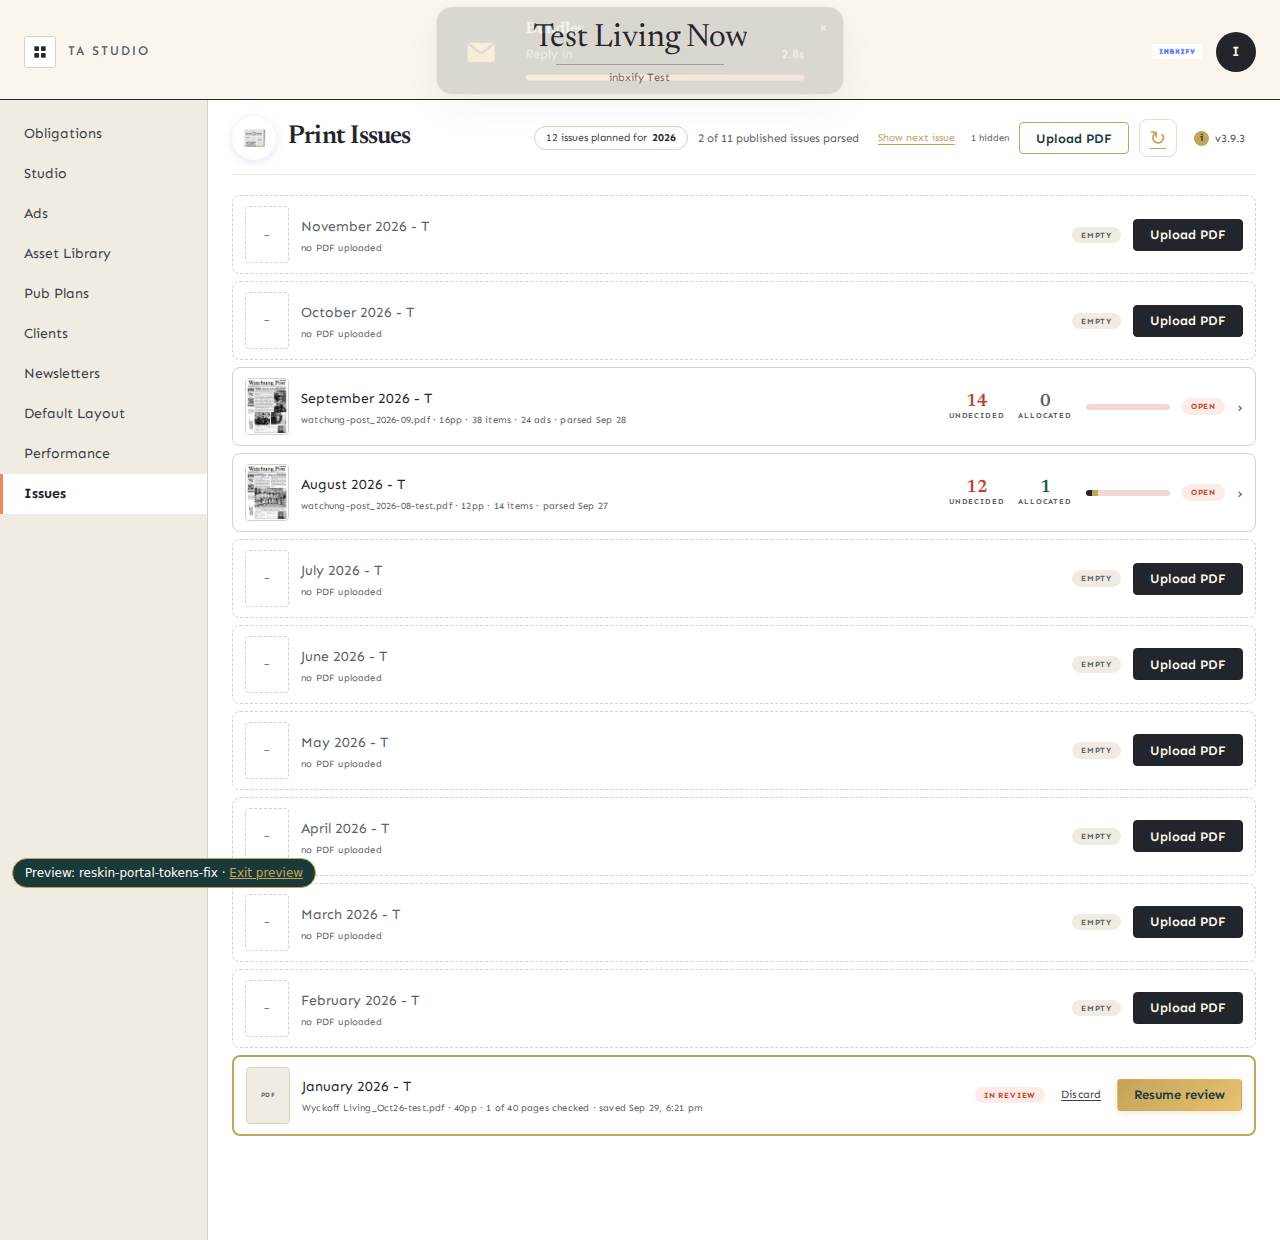 TA STUDIO
Test Living Now
Reply in
2.8s
×
inbxify Test
INBXIFY
I
Obligations
Studio
Ads
Asset Library
Pub Plans
Clients
Newsletters
Default Layout
Performance
Issues
Print Issues
12 issues planned for 2026
2 of 11 published issues parsed
Show next issue
1 hidden
Upload PDF
↻
i v3.9.3
–
November 2026 - T
no PDF uploaded
EMPTY
Upload PDF
–
October 2026 - T
no PDF uploaded
EMPTY
Upload PDF
Watchung Post
September 2026 - T
watchung-post_2026-09.pdf · 16pp · 38 items · 24 ads · parsed Sep 28
14
UNDECIDED
0
ALLOCATED
OPEN
›
Watchung Post
August 2026 - T
watchung-post_2026-08-test.pdf · 12pp · 14 items · parsed Sep 27
12
UNDECIDED
1
ALLOCATED
OPEN
›
–
July 2026 - T
no PDF uploaded
EMPTY
Upload PDF
–
June 2026 - T
no PDF uploaded
EMPTY
Upload PDF
–
May 2026 - T
no PDF uploaded
EMPTY
Upload PDF
–
April 2026 - T
no PDF uploaded
EMPTY
Upload PDF
Preview: reskin-portal-tokens-fix · Exit preview
–
March 2026 - T
no PDF uploaded
EMPTY
Upload PDF
–
February 2026 - T
no PDF uploaded
EMPTY
Upload PDF
PDF
January 2026 - T
Wyckoff Living_Oct26-test.pdf · 40pp · 1 of 40 pages checked · saved Sep 29, 6:21 pm
IN REVIEW
Discard
Resume review